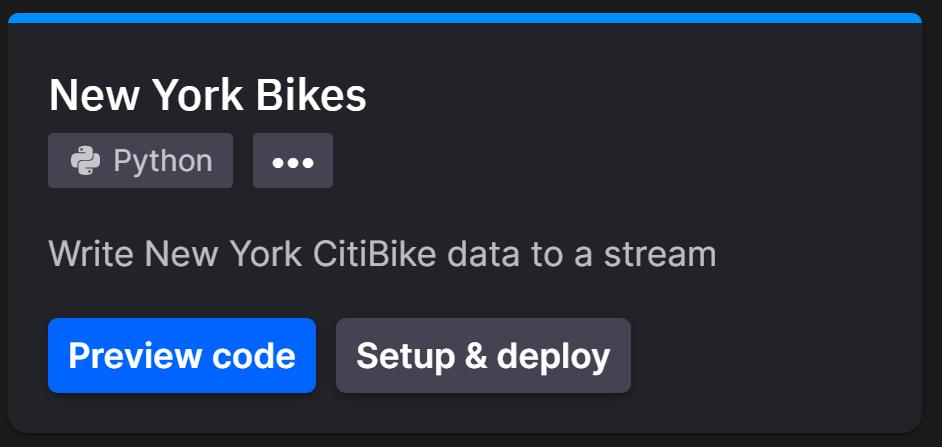 New York Bikes
Python •••
Write New York CitiBike data to a stream
Preview code Setup & deploy